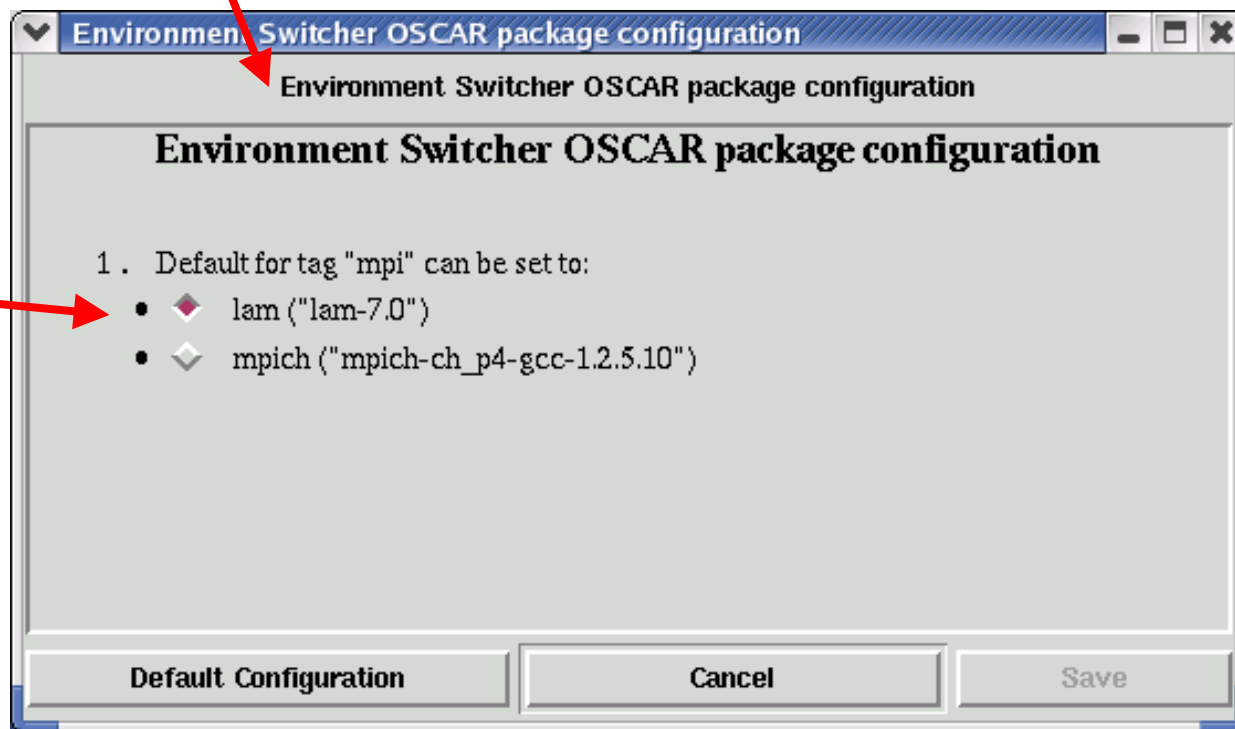 Environment Switcher OSCAR package configuration
Environment Switcher OSCAR package configuration
Environment Switcher OSCAR package configuration
1 . Default for tag "mpi" can be set to:
• lam ("lam-7.0")
• mpich ("mpich-ch_p4-gcc-1.2.5.10")
Default Configuration Cancel Save